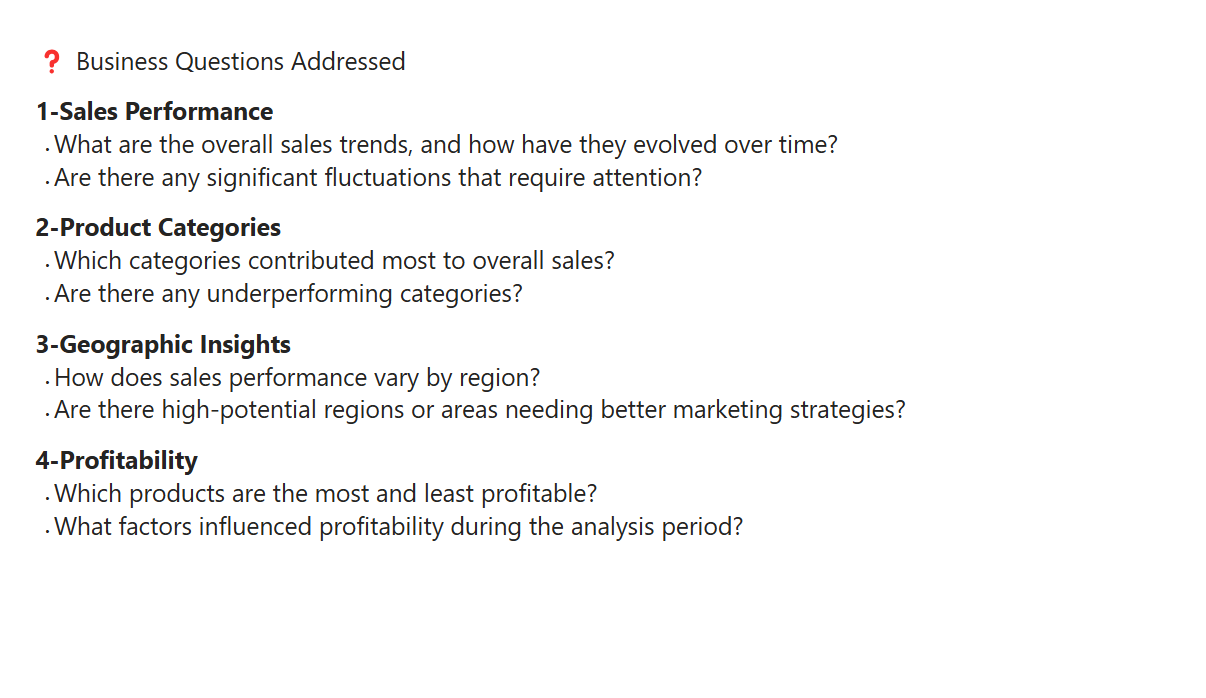 ❓ Business Questions Addressed
1-Sales Performance
. What are the overall sales trends, and how have they evolved over time?
. Are there any significant fluctuations that require attention?
2-Product Categories
. Which categories contributed most to overall sales?
. Are there any underperforming categories?
3-Geographic Insights
. How does sales performance vary by region?
. Are there high-potential regions or areas needing better marketing strategies?
4-Profitability
. Which products are the most and least profitable?
. What factors influenced profitability during the analysis period?